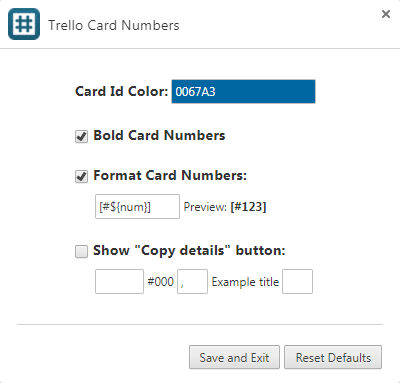 Trello Card Numbers ×
Card Id Color: 0067A3
Bold Card Numbers
Format Card Numbers:
[#${num}] Preview: [#123]
Show "Copy details" button:
#000 , Example title
Save and Exit Reset Defaults